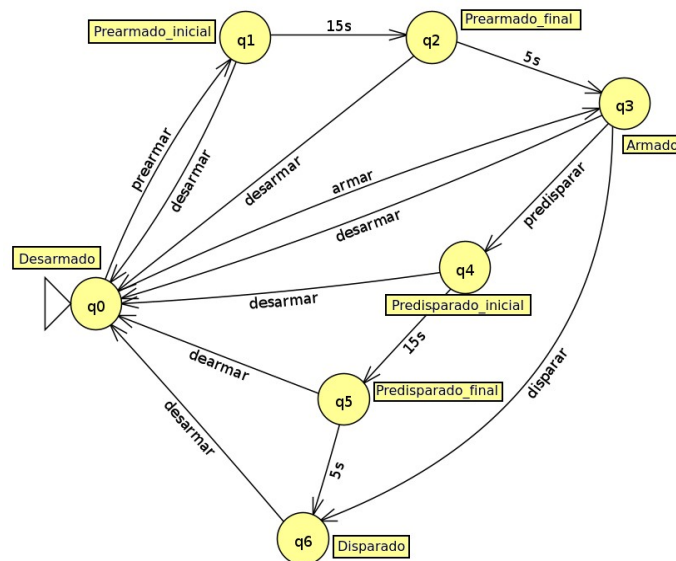 Prearmado_inicial
q1
15s
q2
Prearmado_final
5s
q3
Armado
prearmar
desarmar
desarmar
armar
desarmar
predisparar
Desarmado
q0
q4
desarmar
Predisparado_inicial
15s
disparar
dearmar
q5
Predisparado_final
desarmar
5s
q6
Disparado